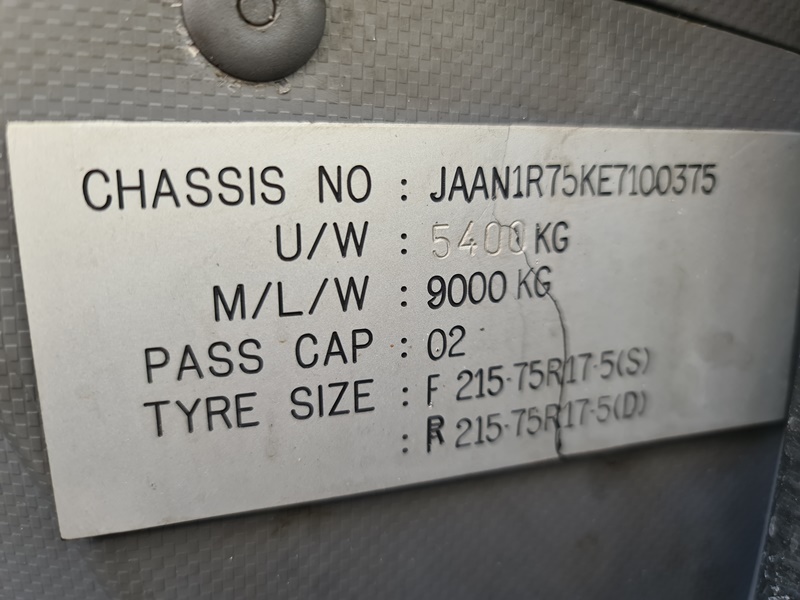 CHASSIS NO : JAAN1R75KE7100375
U/W : 5400 KG
M/L/W : 9000 KG
PASS CAP : 02
TYRE SIZE : F 215-75R17-5(S)
: R 215-75R17-5(D)